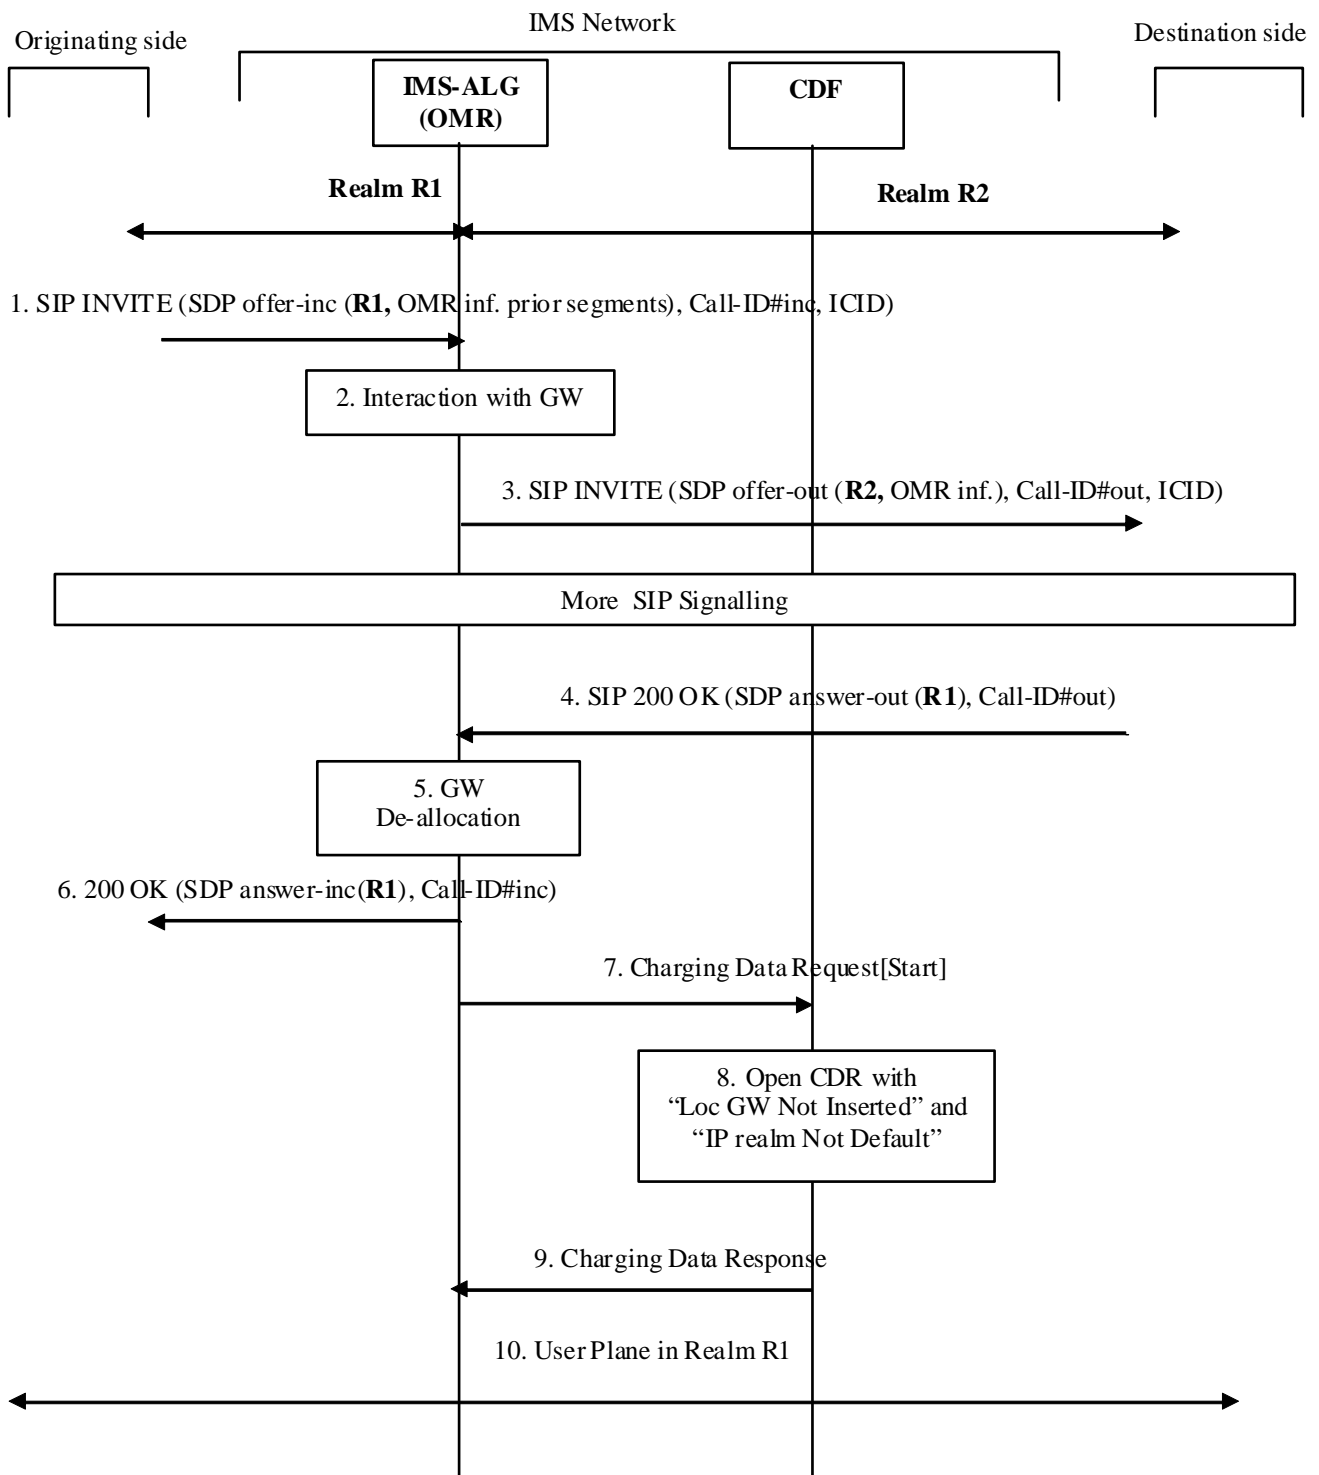 IMS Network
Originating side
Destination side
IMS-ALG
(OMR)
CDF
Realm R1
Realm R2
1. SIP INVITE (SDP offer-inc (R1, OMR inf. prior segments), Call-ID#inc, ICID)
2. Interaction with GW
3. SIP INVITE (SDP offer-out (R2, OMR inf.), Call-ID#out, ICID)
More SIP Signalling
4. SIP 200 OK (SDP answer-out (R1), Call-ID#out)
5. GW
De-allocation
6. 200 OK (SDP answer-inc(R1), Call-ID#inc)
7. Charging Data Request[Start]
8. Open CDR with
“Loc GW Not Inserted” and
“IP realm Not Default”
9. Charging Data Response
10. User Plane in Realm R1